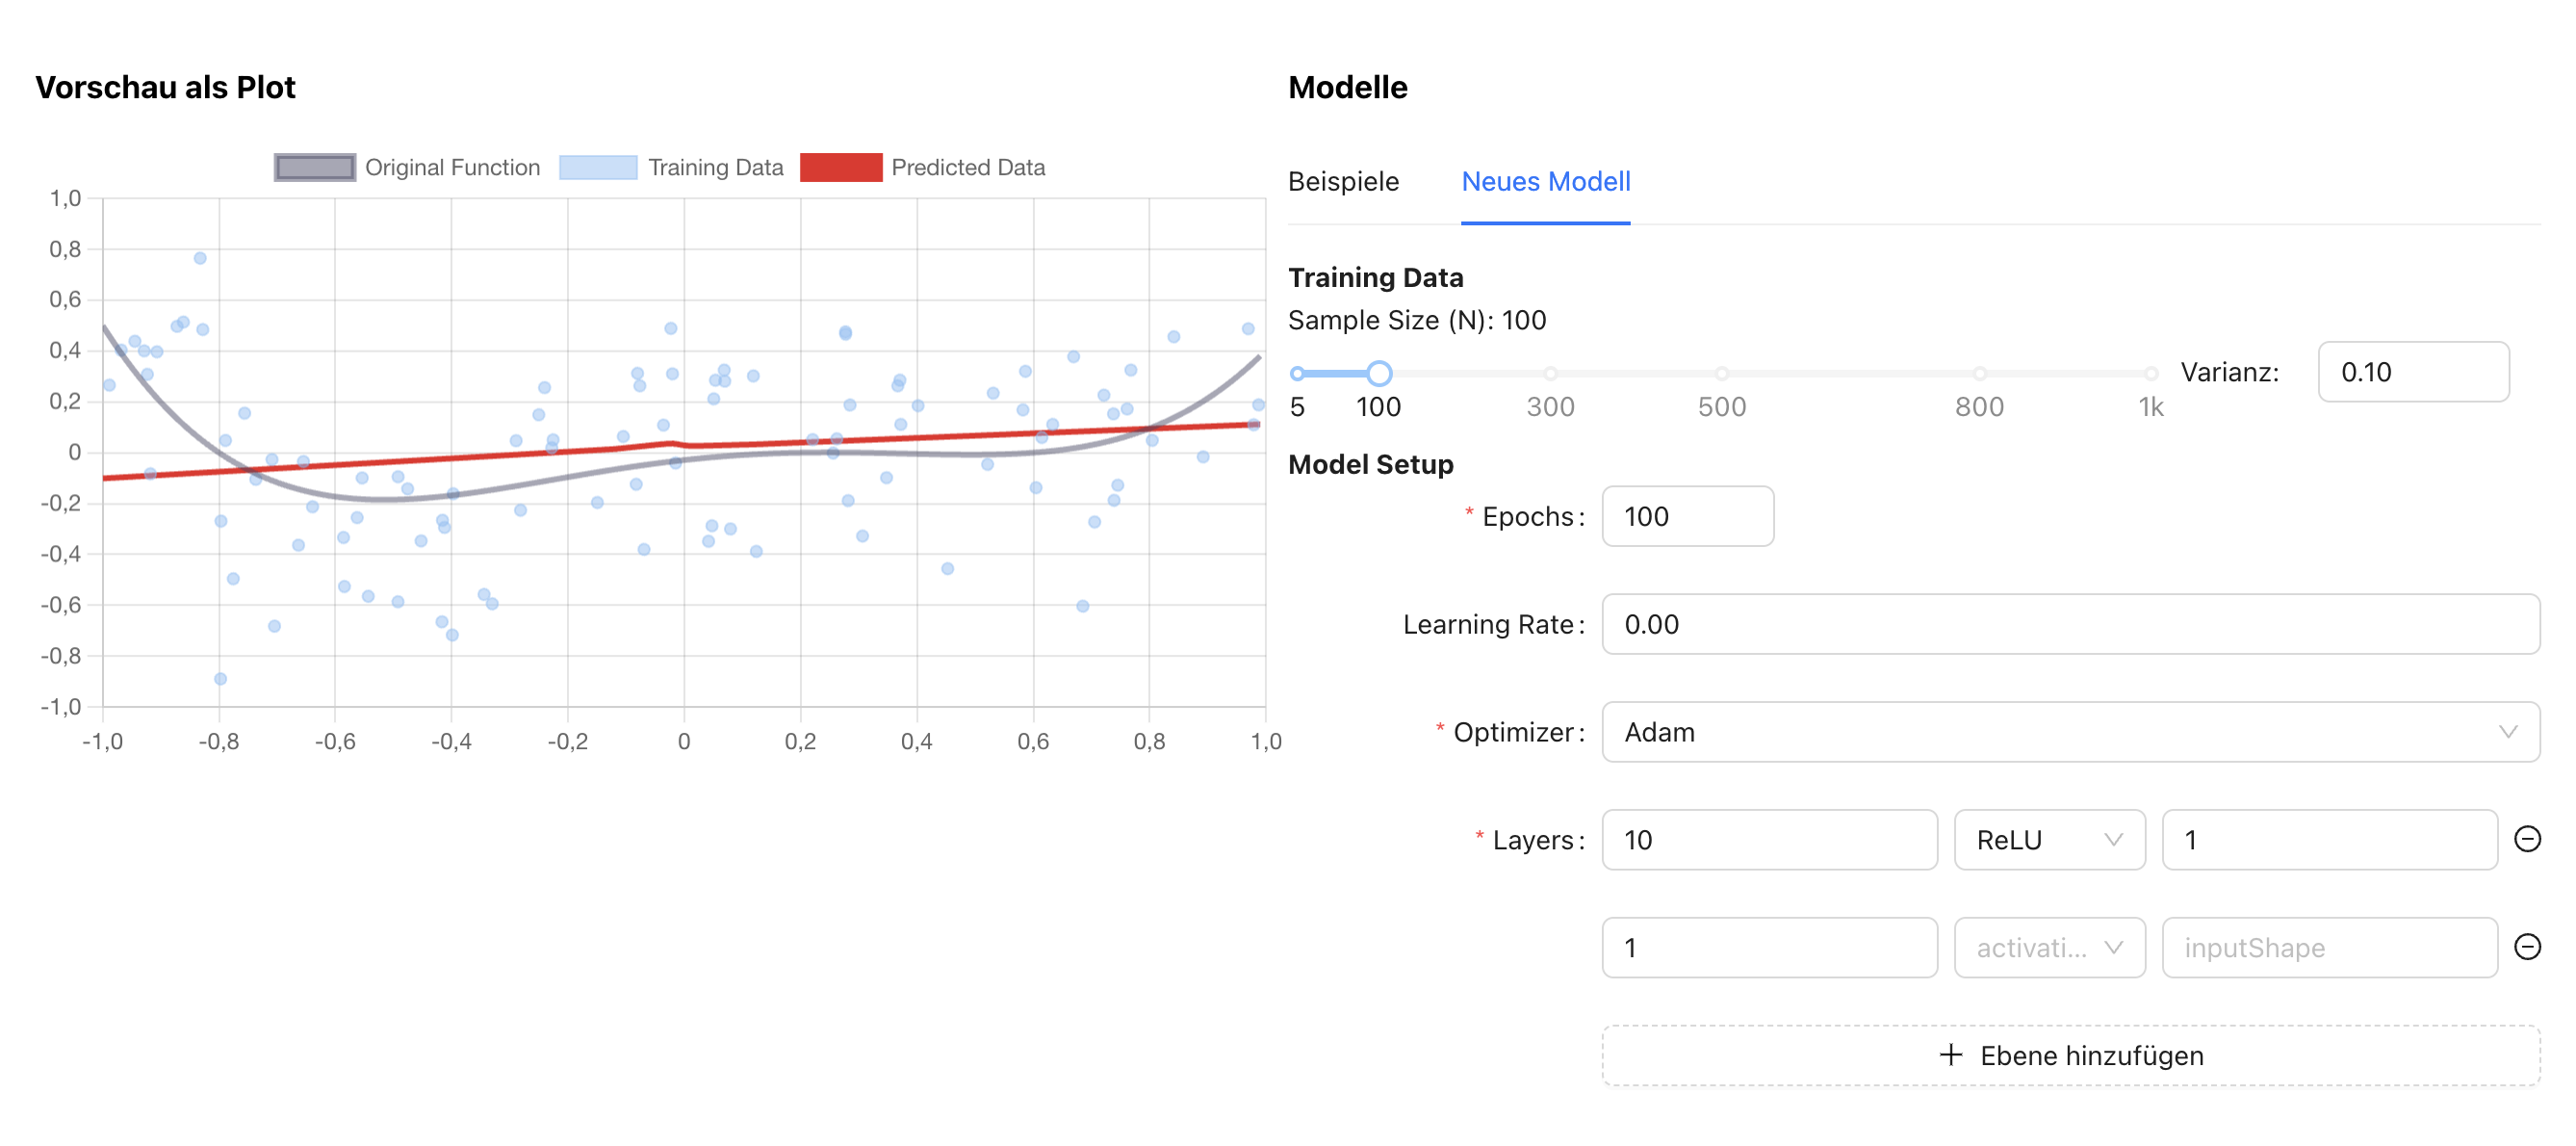 Vorschau als Plot
Original Function Training Data Predicted Data
1,0
0,8
0,6
0,4
0,2
0
-0,2
-0,4
-0,6
-0,8
-1,0
-1,0 -0,8 -0,6 -0,4 -0,2 0 0,2 0,4 0,6 0,8 1,0
Modelle
Beispiele Neues Modell
Training Data
Sample Size (N): 100
5 100 300 500 800 1k
Varianz: 0.10
Model Setup
* Epochs: 100
Learning Rate: 0.00
* Optimizer: Adam
* Layers: 10 ReLU 1
1 activati... inputShape
+ Ebene hinzufügen